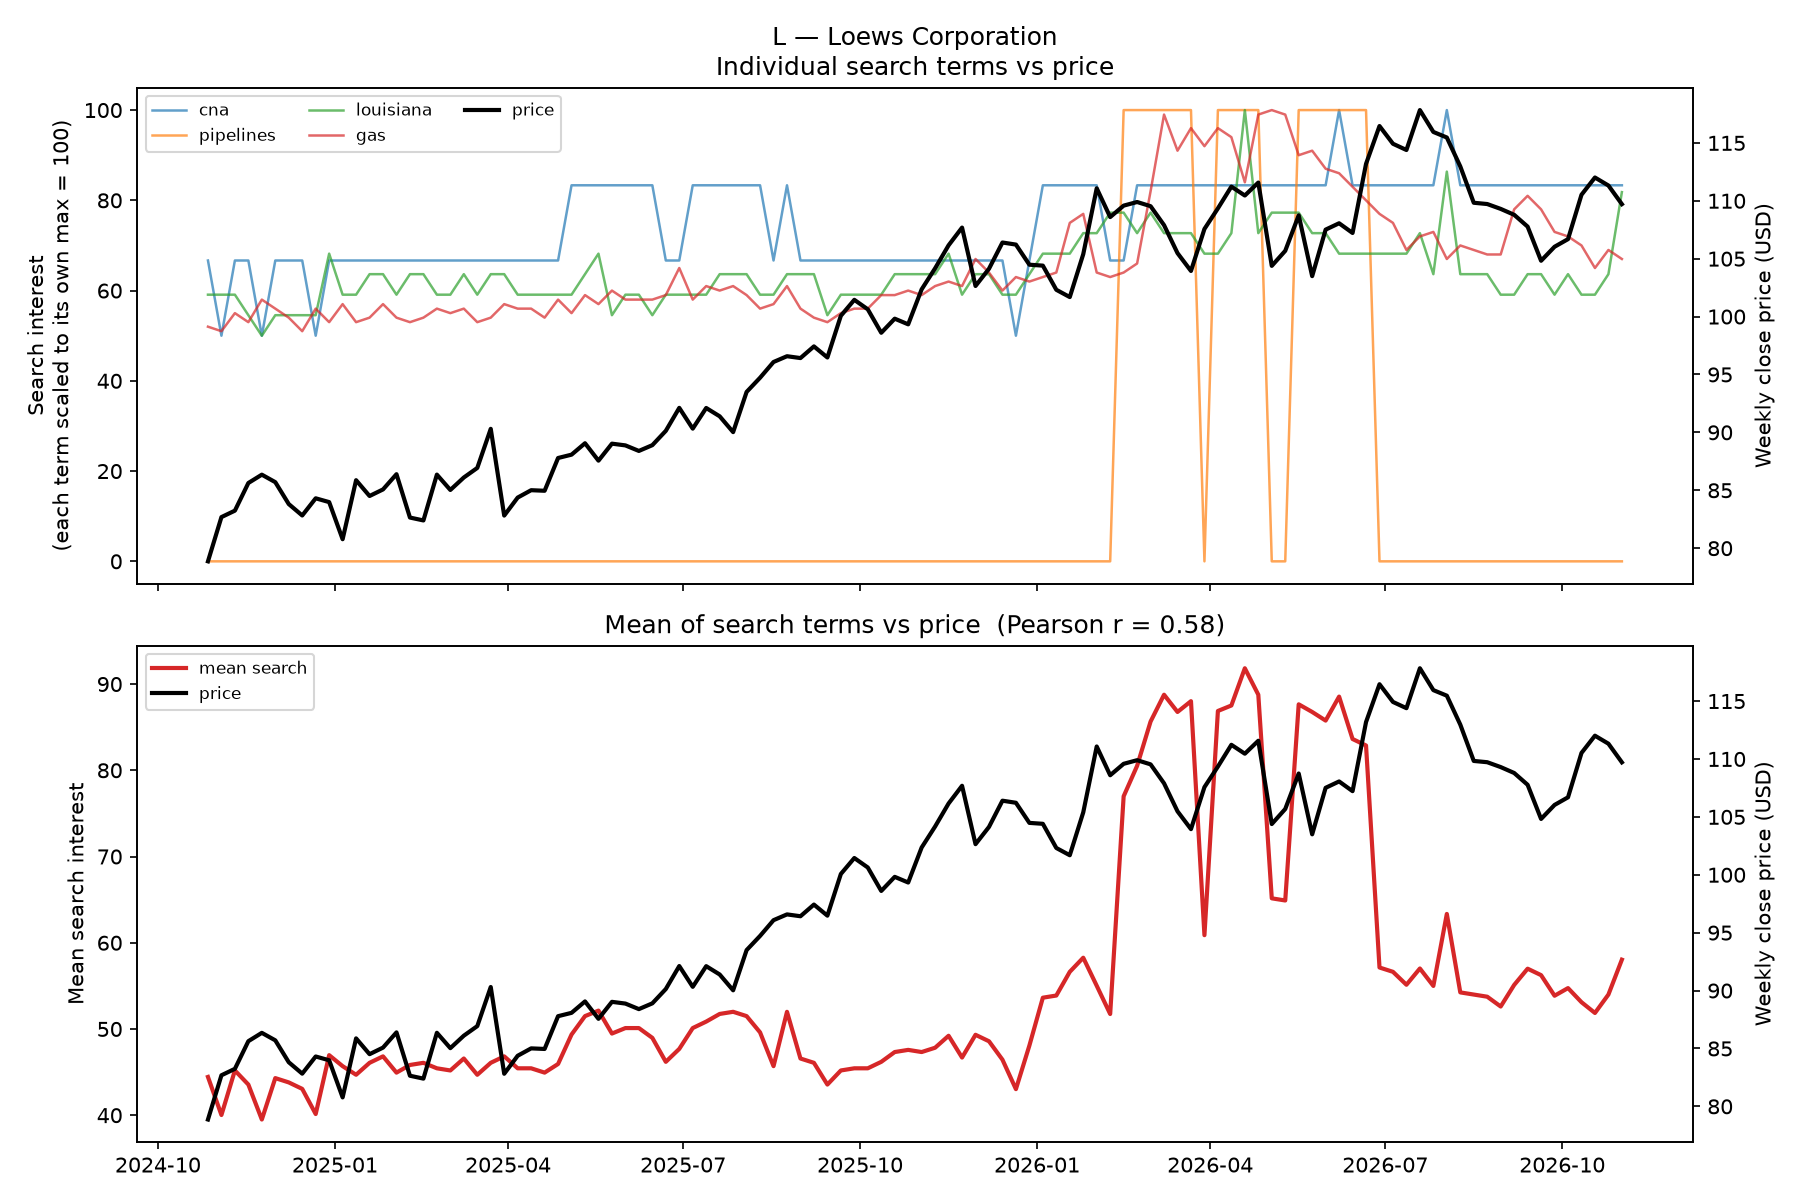 L — Loews Corporation
Individual search terms vs price
cna
pipelines
louisiana
gas
price
Search interest
(each term scaled to its own max = 100)
100
80
60
40
20
0
Weekly close price (USD)
115
110
105
100
95
90
85
80
Mean of search terms vs price (Pearson r = 0.58)
mean search
price
Mean search interest
90
80
70
60
50
40
Weekly close price (USD)
115
110
105
100
95
90
85
80
2024-10
2025-01
2025-04
2025-07
2025-10
2026-01
2026-04
2026-07
2026-10